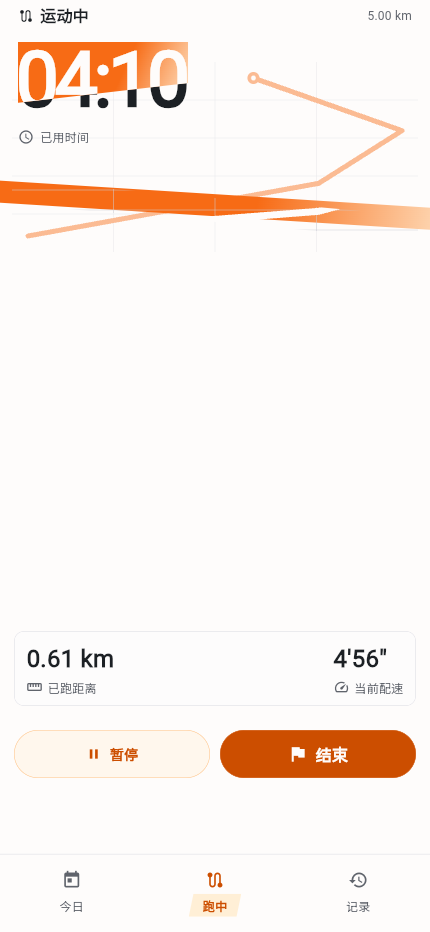 运动中
5.00 km
04:10
已用时间
0.61 km
4'56"
已跑距离
当前配速
暂停
结束
今日
跑中
记录